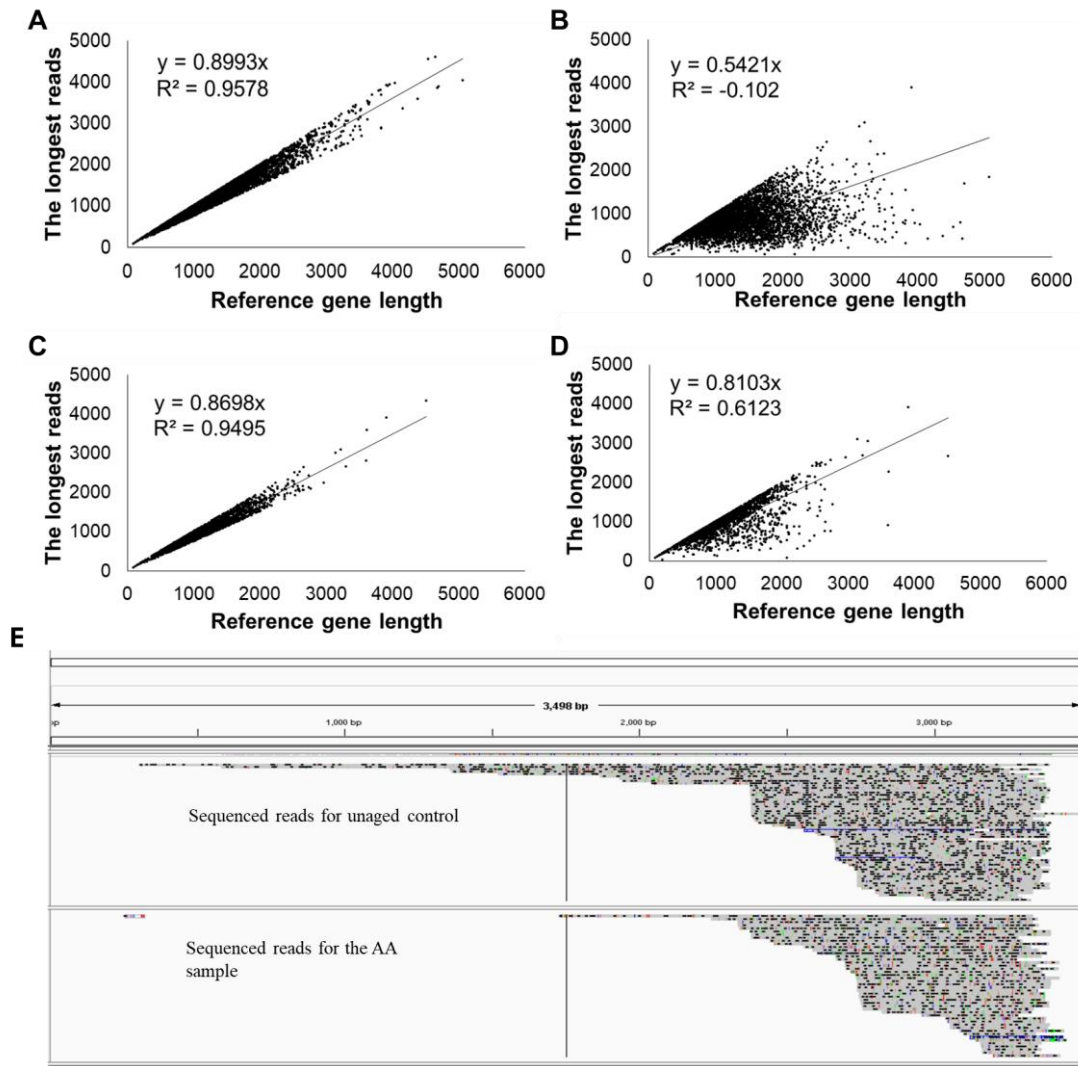 A
B
The longest reads
5000
4000
3000
2000
1000
0
y = 0.8993x
R² = 0.9578
0 1000 2000 3000 4000 5000 6000
Reference gene length
The longest reads
5000
4000
3000
2000
1000
0
y = 0.5421x
R² = -0.102
0 1000 2000 3000 4000 5000 6000
Reference gene length
C
D
The longest reads
5000
4000
3000
2000
1000
0
y = 0.8698x
R² = 0.9495
0 1000 2000 3000 4000 5000 6000
Reference gene length
The longest reads
5000
4000
3000
2000
1000
0
y = 0.8103x
R² = 0.6123
0 1000 2000 3000 4000 5000 6000
Reference gene length
E
3,498 bp
1,000 bp 2,000 bp 3,000 bp
Sequenced reads for unaged control
Sequenced reads for the AA
sample